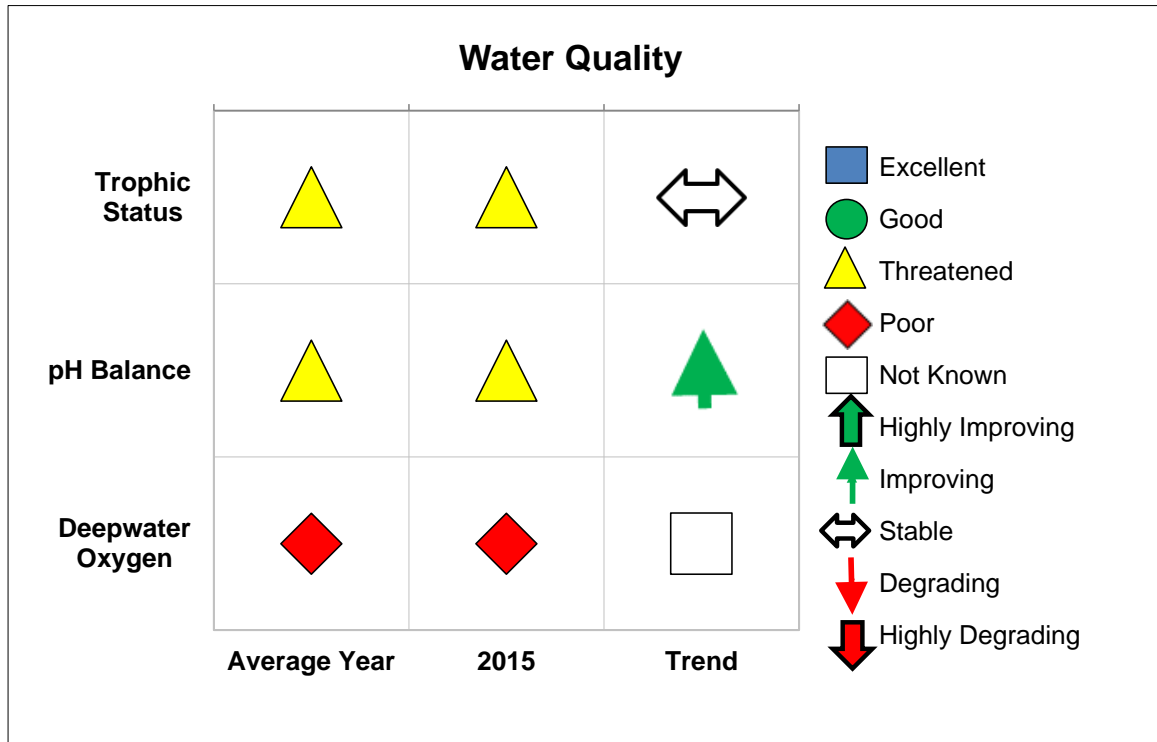 Water Quality
Trophic
Status
pH Balance
Deepwater
Oxygen
Average Year
2015
Trend
Excellent
Good
Threatened
Poor
Not Known
Highly Improving
Improving
Stable
Degrading
Highly Degrading